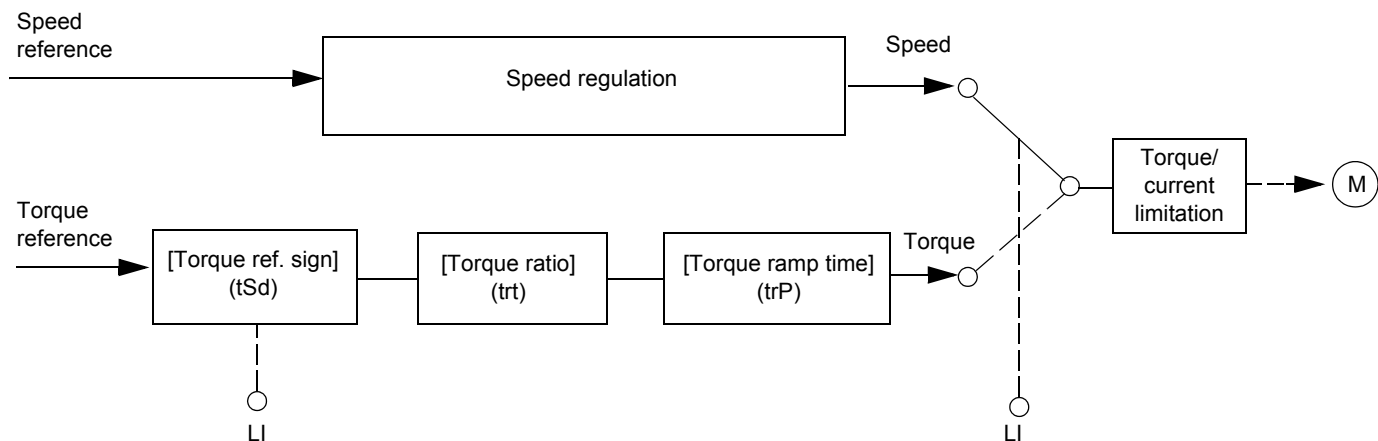 Speed
reference
Speed regulation
Speed
Torque/
current
limitation
M
Torque
reference
[Torque ref. sign]
(tSd)
[Torque ratio]
(trt)
[Torque ramp time]
(trP)
Torque
LI
LI